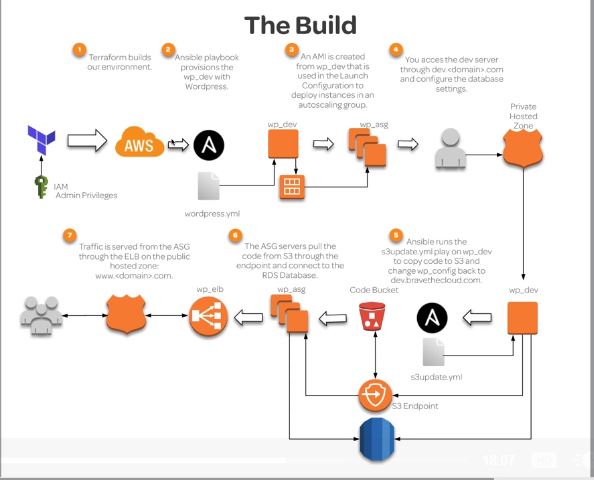 The Build
1
Terraform builds
our environment.
2
Ansible playbook
provisions the
wp_dev with
Wordpress.
3
An AMI is created
from wp_dev that is
used in the Launch
Configuration to
deploy instances in an
autoscaling group.
4
You acces the dev server
through dev.<domain>.com
and configure the database
settings.
Private
Hosted
Zone
wp_dev
wp_asg
AWS
A
IAM
Admin Privileges
wordpress.yml
7
Traffic is served from the ASG
through the ELB on the public
hosted zone:
www.<domain>.com.
6
The ASG servers pull the
code from S3 through the
endpoint and connect to the
RDS Database.
5
Ansible runs the
s3update.yml play on wp_dev
to copy code to S3 and
change wp_config back to
dev.bravethecloud.com.
wp_elb
wp_asg
Code Bucket
wp_dev
A
s3update.yml
S3 Endpoint
18:07
HD